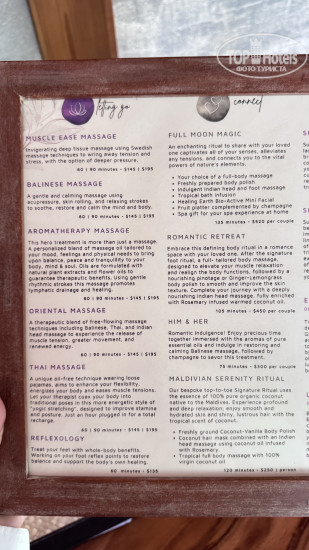 TOP Hotels
ФОТО ТУРИСТА
letting go
MUSCLE EASE MASSAGE
Invigorating deep tissue massage using Swedish
massage techniques to wring away tension and
stress, with the option of deeper pressure.
60 | 90 minutes - $145 | $195
BALINESE MASSAGE
A gentle and calming massage using
acupressure, skin rolling, and relaxing strokes
to soothe, restore and calm the mind and body.
60 | 90 minutes - $145 | $195
AROMATHERAPY MASSAGE
This hero treatment is more than just a massage.
A personalized blend of massage oil tailored to
your mood, feelings and physical needs to bring
upon balance, peace and tranquility to your
body, mind & soul. Oils are formulated with
natural plant extracts and flower oils to
guarantee therapeutic benefits. Using gentle
rhythmic strokes this massage promotes
lymphatic drainage and healing.
60 | 90 minutes - $145 | $195
ORIENTAL MASSAGE
A therapeutic blend of free-flowing massage
techniques including Balinese, Thai, and Indian
head massage to experience the release of
muscle tension, greater movement, and
renewed energy.
60 | 90 minutes - $145 | $195
THAI MASSAGE
A unique oil-free technique wearing loose
pajamas, aims to enhance your flexibility,
energizes your body and eases muscle tensions.
Let your therapist coax your body into
traditional poses in this more energetic style of
"yogic stretching", designed to improve stamina
and posture. Just an hour plugged in for a total
recharge.
60 | 90 minutes - $145 | $195
REFLEXOLOGY
Treat your feet with whole-body benefits.
Working on your foot reflex points to restore
balance and support the body's own healing.
60 minutes - $135
connect
FULL MOON MAGIC
An enchanting ritual to share with your loved
one captivates all of your senses, alleviates
any tensions, and connects you to the vital
powers of nature's elements.
• Your choice of a full-body massage
• Freshly prepared body polish
• Indulgent Indian head and foot massage
• Tropical bath infusion
• Healing Earth Bio-Active Mini Facial
• Fruit platter complemented by champagne
• Spa gift for your spa experience at home
135 minutes - $520 per couple
ROMANTIC RETREAT
Embrace this defining body ritual in a romantic
space with your loved one. After the signature
foot ritual, a full- tailored body massage,
designed to elevate your muscle relaxation
and realign the body functions, followed by a
nourishing pinotage or Ginger+Lemongrass
body polish to smooth and improve the skin
texture. Complete your journey with a deeply
nourishing Indian head massage, fully enriched
with Rosemary infused warmed coconut oil.
105 minutes - $450 per couple
HIM & HER
Romantic Indulgence! Enjoy precious time
together immersed with the aromas of pure
essential oils and indulge in restoring and
calming Balinese massage, followed by
champagne to savor this treatment.
75 minutes - $300 per couple
MALDIVIAN SERENITY RITUAL
Our bespoke top-to-toe Signature Ritual uses
the essence of 100% pure organic coconut
native to the Maldives. Experience profound
and deep relaxation; enjoy smooth and
hydrated skin and shiny, lustrous hair with the
tropical scent of coconut.
• Freshly ground Coconut-Vanilla Body Polish
• Coconut hair mask combined with an Indian
head massage using coconut oil infused
with Rosemary.
• Tropical full body massage with 100%
virgin coconut oil
120 minutes - $250 | person